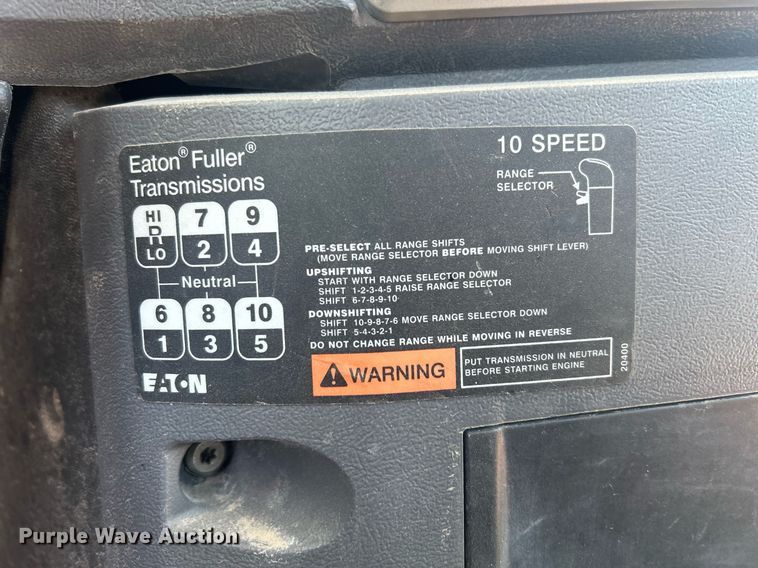 Eaton® Fuller®
Transmissions
10 SPEED
RANGE
SELECTOR
HI 7 9
R
LO 2 4
Neutral
6 8 10
1 3 5
EATON
PRE-SELECT ALL RANGE SHIFTS
(MOVE RANGE SELECTOR BEFORE MOVING SHIFT LEVER)
UPSHIFTING
START WITH RANGE SELECTOR DOWN
SHIFT 1-2-3-4-5 RAISE RANGE SELECTOR
SHIFT 6-7-8-9-10
DOWNSHIFTING
SHIFT 10-9-8-7-6 MOVE RANGE SELECTOR DOWN
SHIFT 5-4-3-2-1
DO NOT CHANGE RANGE WHILE MOVING IN REVERSE
WARNING
PUT TRANSMISSION IN NEUTRAL
BEFORE STARTING ENGINE
20400
Purple Wave Auction